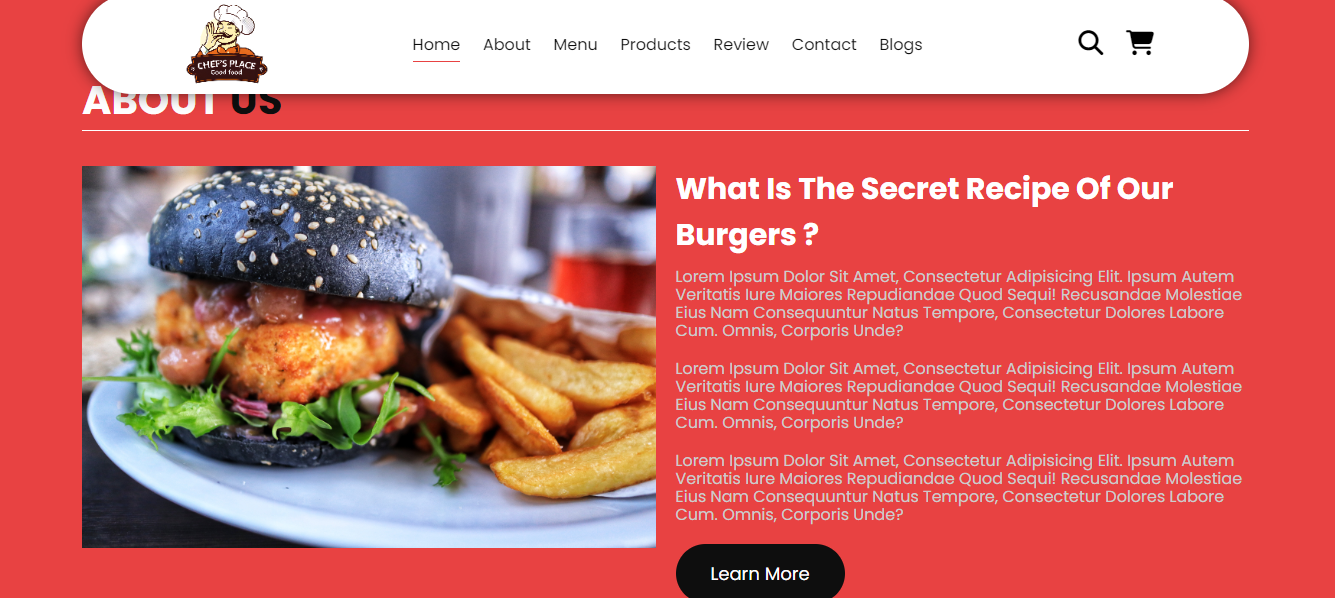 CHEF'S PLACE
Good food
Home About Menu Products Review Contact Blogs
ABOUT US
What Is The Secret Recipe Of Our
Burgers ?
Lorem Ipsum Dolor Sit Amet, Consectetur Adipisicing Elit. Ipsum Autem
Veritatis Iure Maiores Repudiandae Quod Sequi! Recusandae Molestiae
Eius Nam Consequuntur Natus Tempore, Consectetur Dolores Labore
Cum. Omnis, Corporis Unde?
Lorem Ipsum Dolor Sit Amet, Consectetur Adipisicing Elit. Ipsum Autem
Veritatis Iure Maiores Repudiandae Quod Sequi! Recusandae Molestiae
Eius Nam Consequuntur Natus Tempore, Consectetur Dolores Labore
Cum. Omnis, Corporis Unde?
Lorem Ipsum Dolor Sit Amet, Consectetur Adipisicing Elit. Ipsum Autem
Veritatis Iure Maiores Repudiandae Quod Sequi! Recusandae Molestiae
Eius Nam Consequuntur Natus Tempore, Consectetur Dolores Labore
Cum. Omnis, Corporis Unde?
Learn More